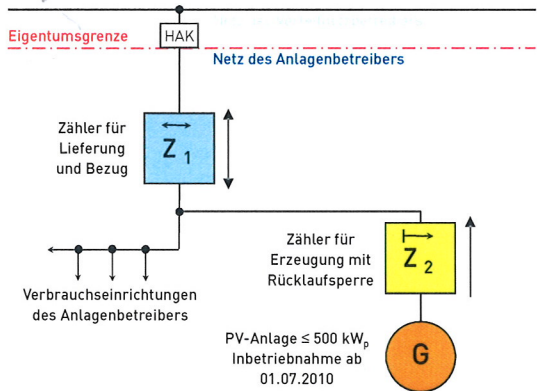 Eigentumsgrenze
HAK
Netz des Anlagenbetreibers
Zähler für
Lieferung
und Bezug
Z 1
Zähler für
Erzeugung mit
Rücklaufsperre
Z 2
Verbrauchseinrichtungen
des Anlagenbetreibers
PV-Anlage ≤ 500 kWp
Inbetriebnahme ab
01.07.2010
G